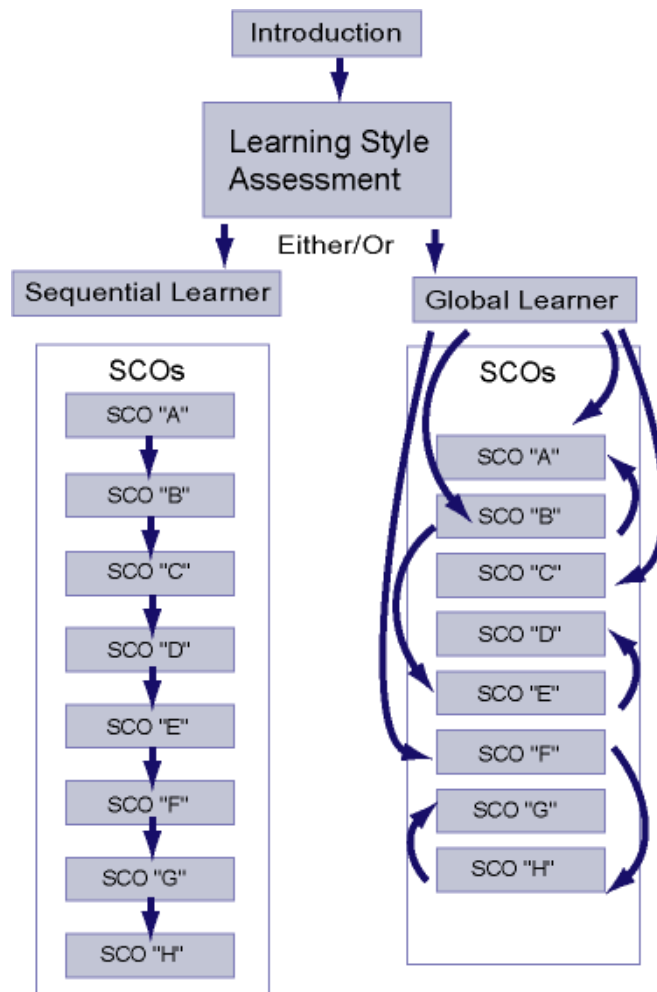 Introduction
Learning Style
Assessment
Either/Or
Sequential Learner
Global Learner
SCOs
SCO "A"
SCO "B"
SCO "C"
SCO "D"
SCO "E"
SCO "F"
SCO "G"
SCO "H"
SCOs
SCO "A"
SCO "B"
SCO "C"
SCO "D"
SCO "E"
SCO "F"
SCO "G"
SCO "H"